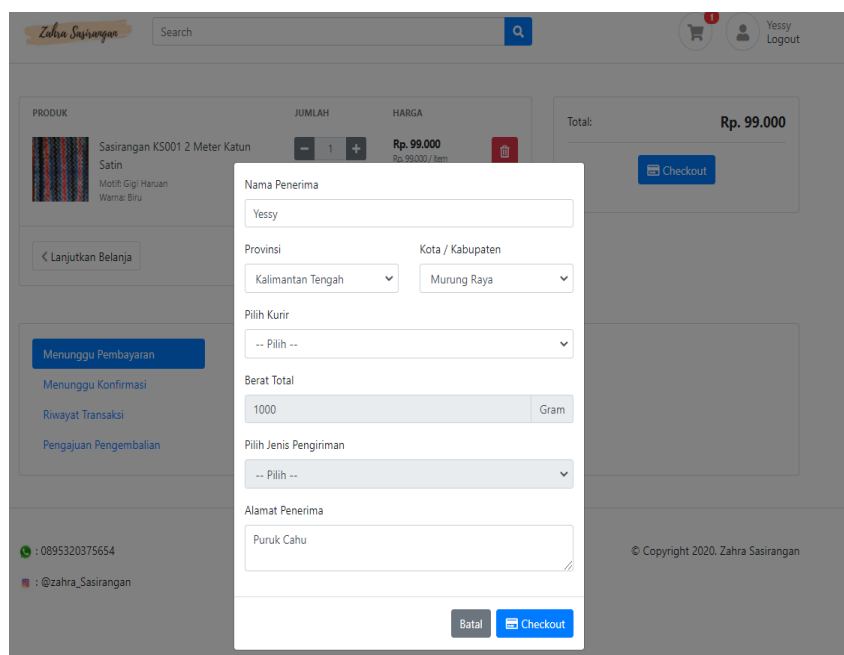 Zahra Sasirangan
Search
1
Yessy
Logout
PRODUK JUMLAH HARGA
Sasirangan KS001 2 Meter Katun
Satin
Motif: Gigi Haruan
Warna: Biru
1
Rp. 99.000
Rp. 99.000 / item
Total: Rp. 99.000
Checkout
Lanjutkan Belanja
Menunggu Pembayaran
Menunggu Konfirmasi
Riwayat Transaksi
Pengajuan Pengembalian
Nama Penerima
Yessy
Provinsi Kota / Kabupaten
Kalimantan Tengah Murung Raya
Pilih Kurir
-- Pilih --
Berat Total
1000 Gram
Pilih Jenis Pengiriman
-- Pilih --
Alamat Penerima
Puruk Cahu
Batal Checkout
: 0895320375654
: @zahra_Sasirangan
© Copyright 2020. Zahra Sasirangan